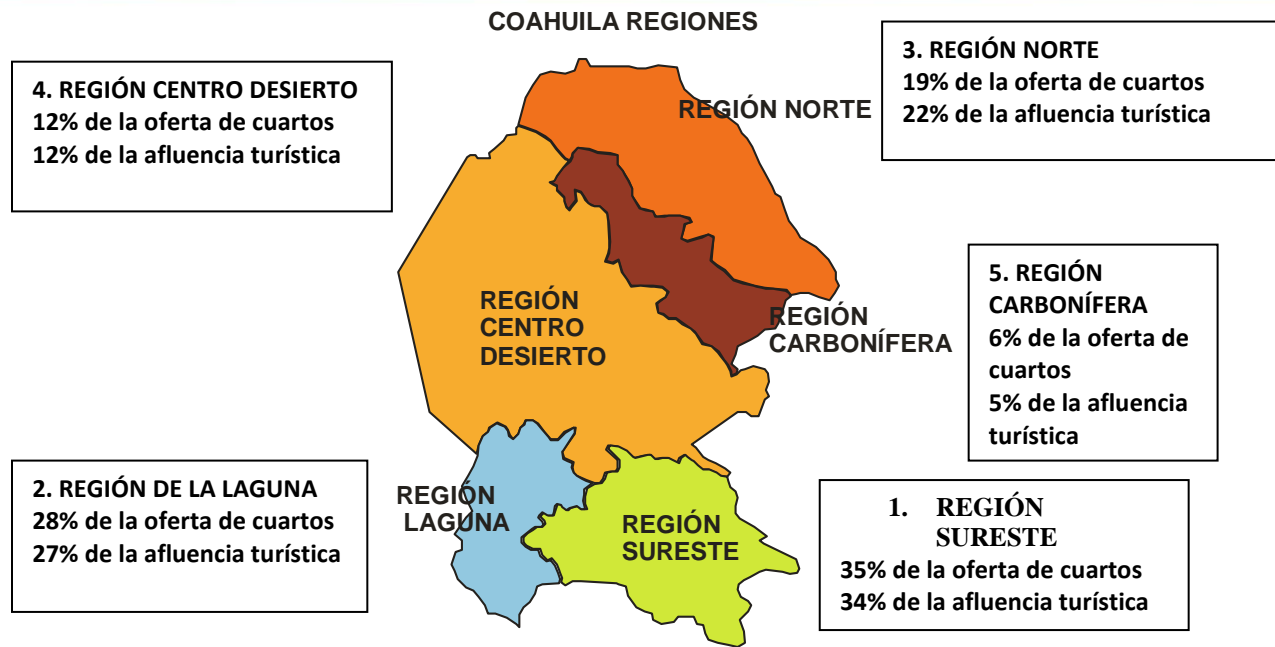 COAHUILA REGIONES
4. REGIÓN CENTRO DESIERTO
12% de la oferta de cuartos
12% de la afluencia turística
3. REGIÓN NORTE
19% de la oferta de cuartos
22% de la afluencia turística
REGIÓN NORTE
REGIÓN
CENTRO
DESIERTO
REGIÓN
CARBONÍFERA
5. REGIÓN
CARBONÍFERA
6% de la oferta de
cuartos
5% de la afluencia
turística
2. REGIÓN DE LA LAGUNA
28% de la oferta de cuartos
27% de la afluencia turística
REGIÓN
LAGUNA
REGIÓN
SURESTE
1. REGIÓN
SURESTE
35% de la oferta de cuartos
34% de la afluencia turística